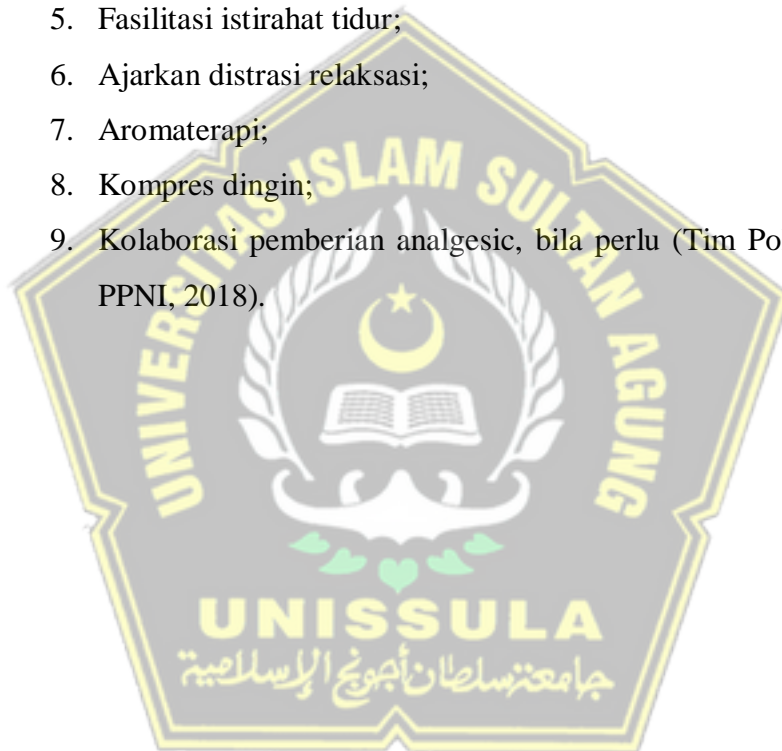 5. Fasilitasi istirahat tidur;
6. Ajarkan distrasi relaksasi;
7. Aromaterapi;
8. Kompres dingin;
9. Kolaborasi pemberian analgesic, bila perlu (Tim Po
PPNI, 2018).
UNIVERSITAS ISLAM SULTAN AGUNG
UNISSULA
جامعة سلطان أجونج الإسلامية